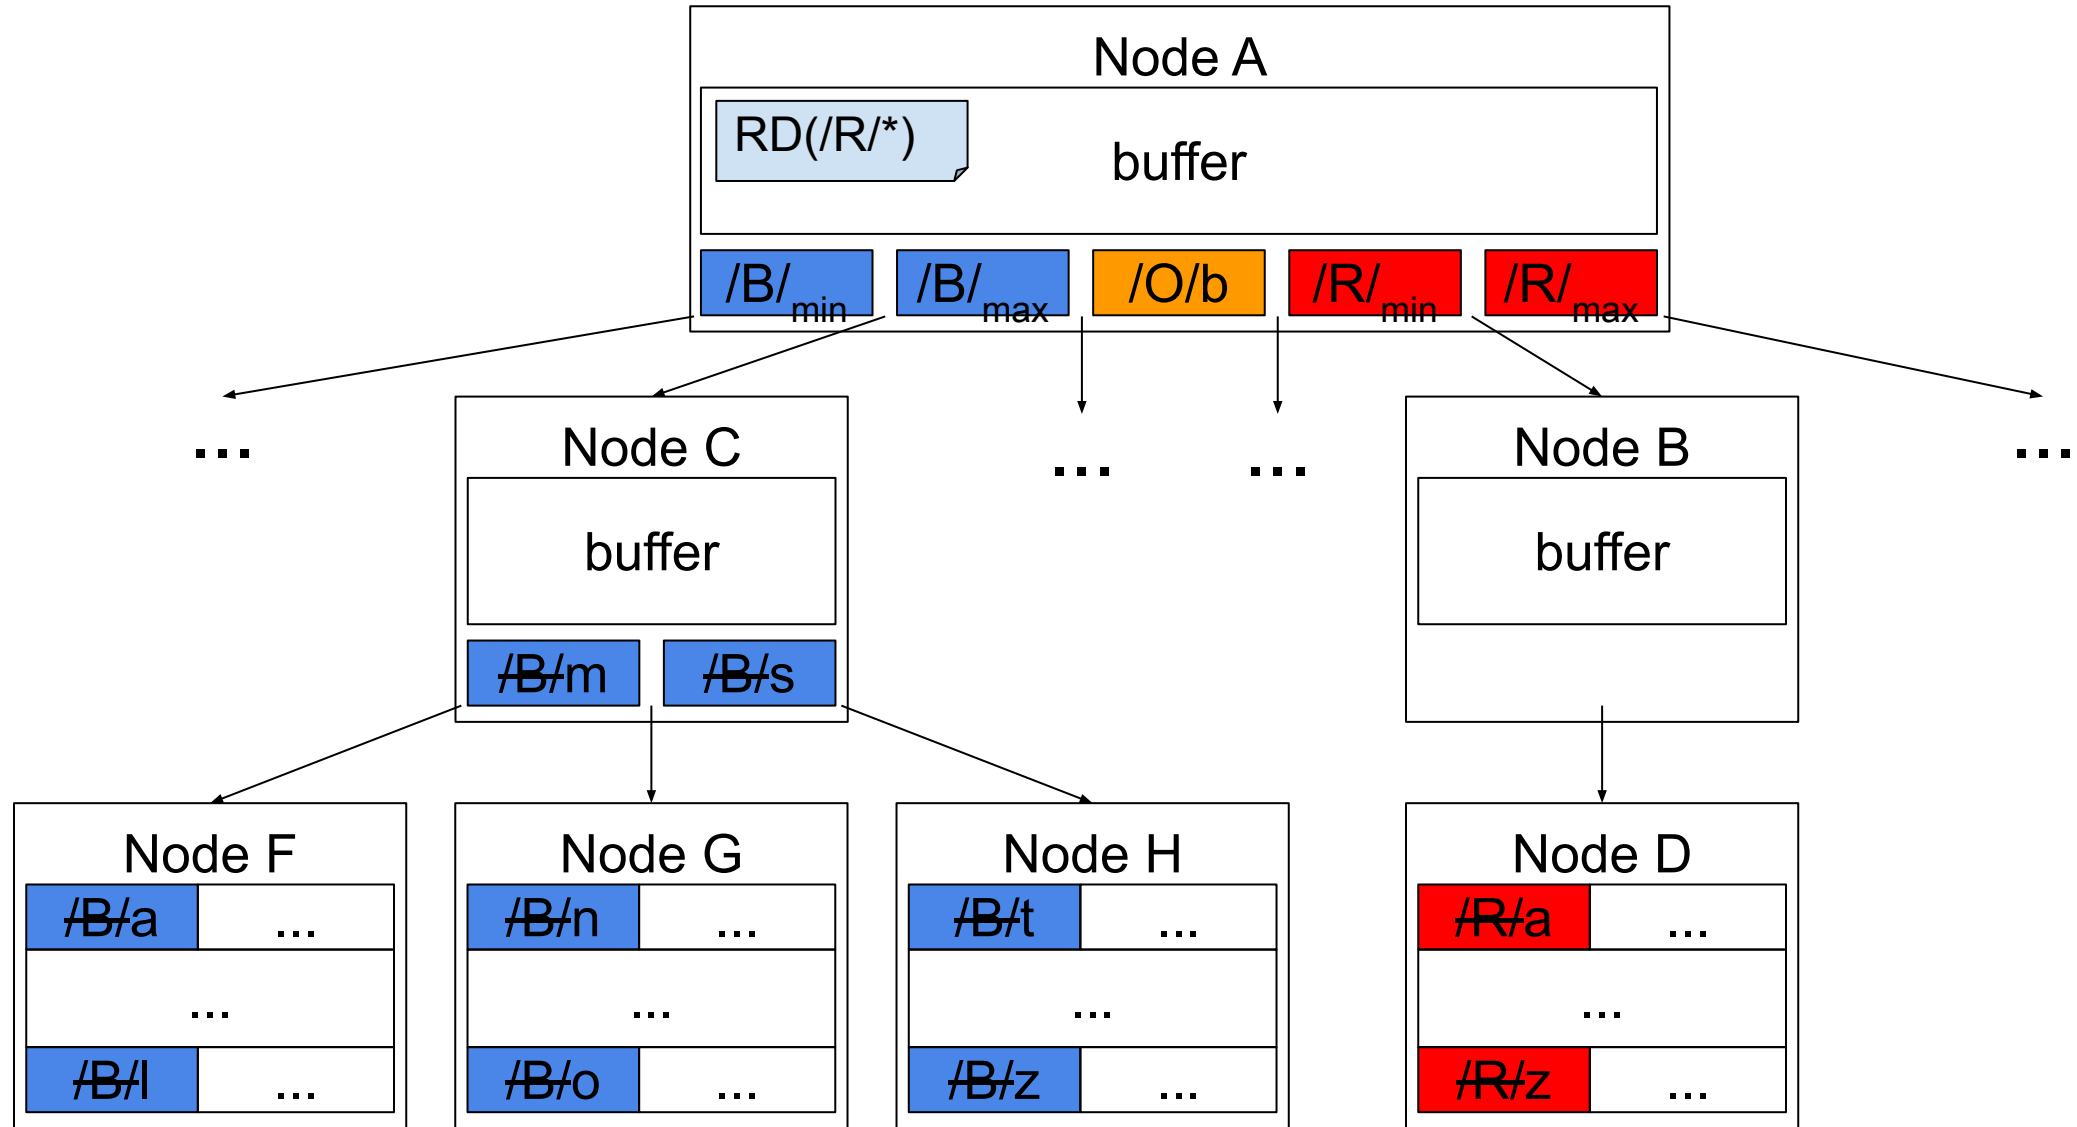 Node A
RD(/R/*)
buffer
/B/min /B/max /O/b /R/min /R/max
... Node C ... ... Node B ...
buffer buffer
/B/m /B/s
Node F Node G Node H Node D
/B/a ... /B/n ... /B/t ... /R/a ...
... ... ... ...
/B/l ... /B/o ... /B/z ... /R/z ...